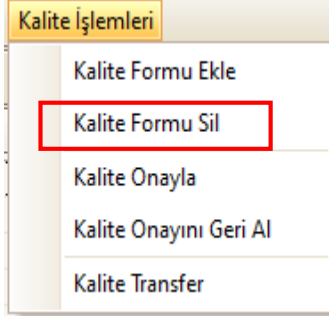 Kalite İşlemleri
Kalite Formu Ekle
Kalite Formu Sil
Kalite Onayla
Kalite Onayını Geri Al
Kalite Transfer